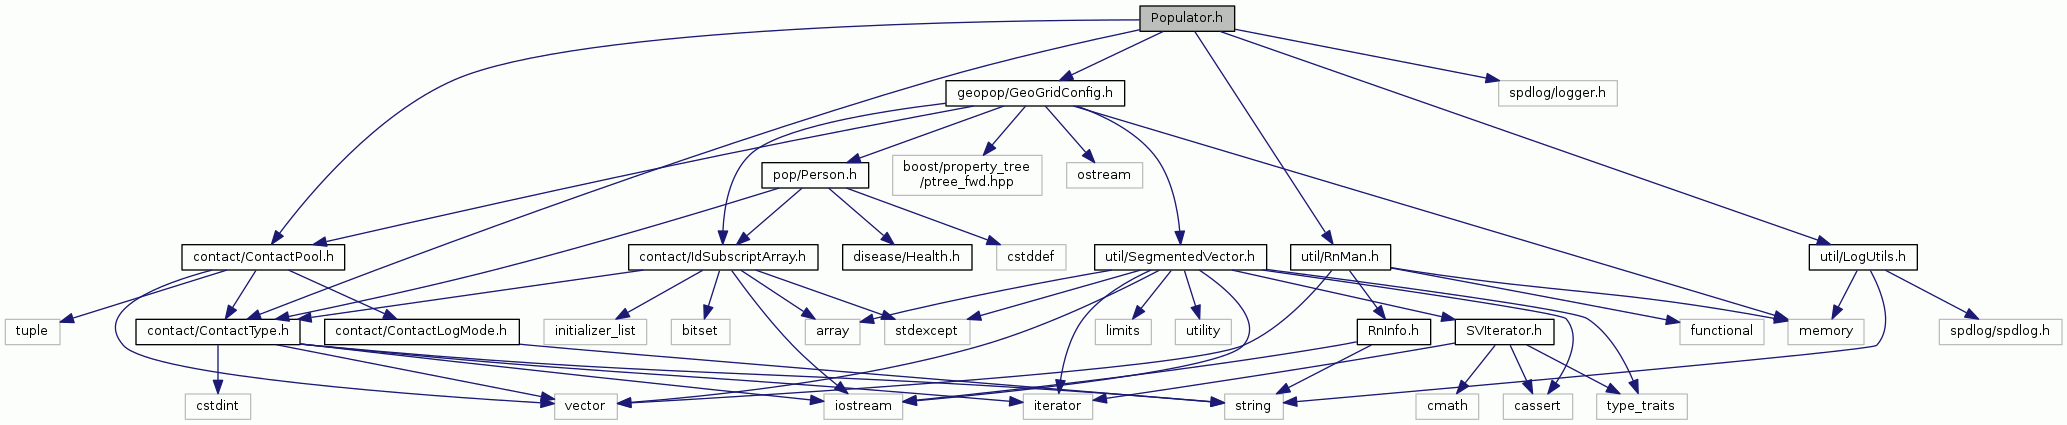 Populator.h
geopop/GeoGridConfig.h
spdlog/logger.h
pop/Person.h
boost/property_tree
/ptree_fwd.hpp
ostream
contact/ContactPool.h
contact/IdSubscriptArray.h
disease/Health.h
cstddef
util/SegmentedVector.h
util/RnMan.h
util/LogUtils.h
tuple
contact/ContactType.h
contact/ContactLogMode.h
initializer_list
bitset
array
stdexcept
limits
utility
RnInfo.h
SVIterator.h
functional
memory
spdlog/spdlog.h
cstdint
vector
iostream
iterator
string
cmath
cassert
type_traits